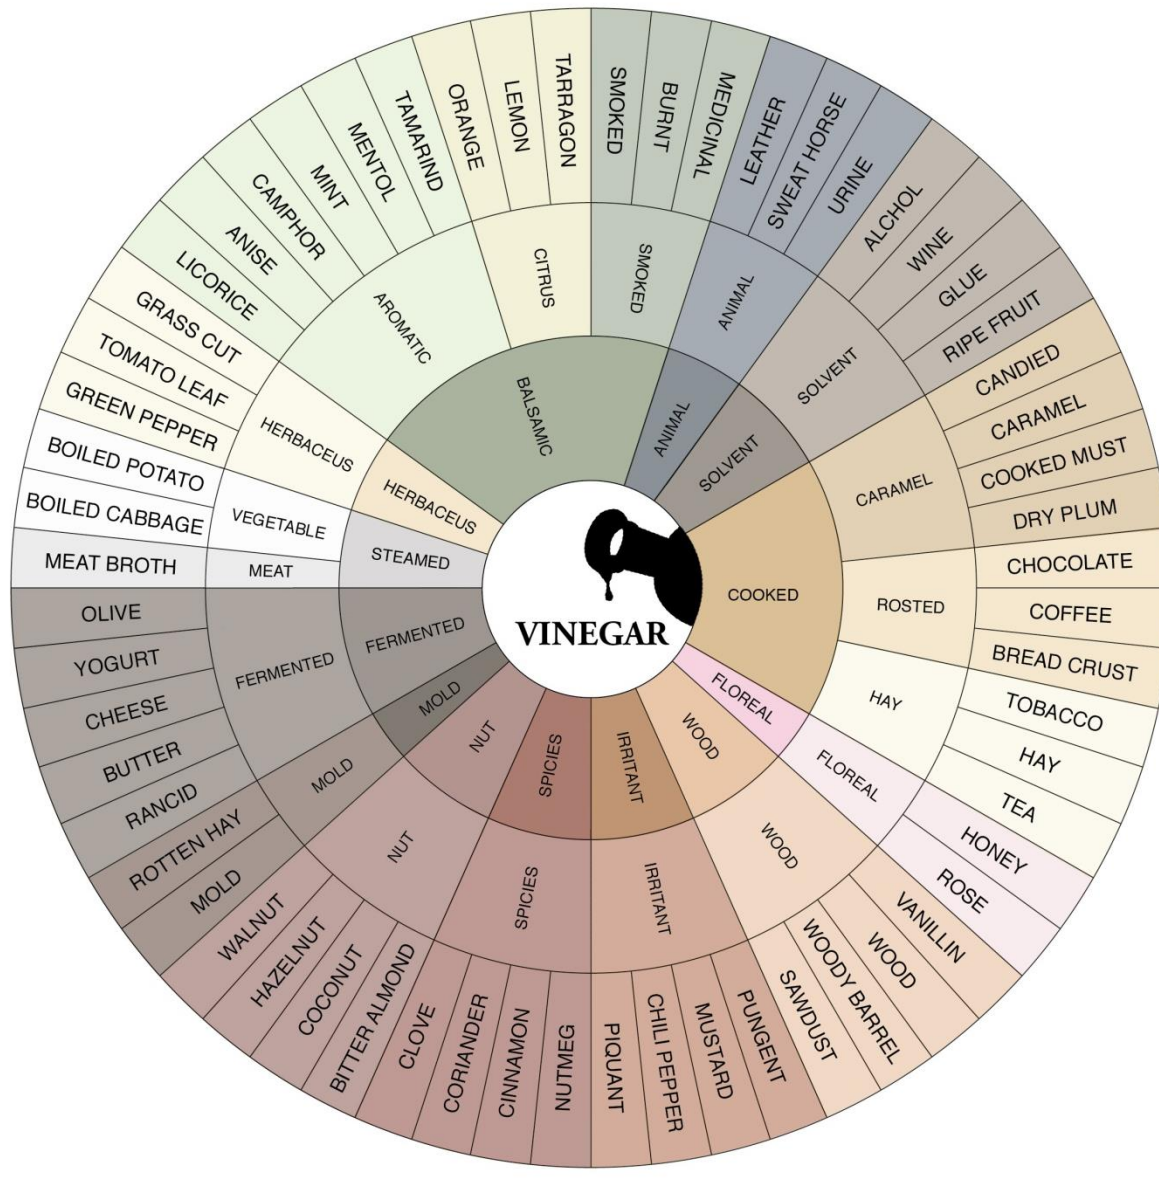 VINEGAR
BALSAMIC
ANIMAL
SOLVENT
COOKED
FLOREAL
WOOD
IRRITANT
SPICIES
NUT
MOLD
FERMENTED
STEAMED
HERBACEUS
SMOKED
ANIMAL
SOLVENT
CARAMEL
ROSTED
HAY
FLOREAL
WOOD
IRRITANT
SPICIES
NUT
MOLD
FERMENTED
MEAT
VEGETABLE
HERBACEUS
AROMATIC
CITRUS
SMOKED
BURNT
MEDICINAL
LEATHER
SWEAT HORSE
URINE
ALCHOL
WINE
GLUE
RIPE FRUIT
CANDIED
CARAMEL
COOKED MUST
DRY PLUM
CHOCOLATE
COFFEE
BREAD CRUST
TOBACCO
HAY
TEA
HONEY
ROSE
VANILLIN
WOOD
WOODY BARREL
SAWDUST
PUNGENT
MUSTARD
CHILI PEPPER
PIQUANT
NUTMEG
CINNAMON
CORIANDER
CLOVE
BITTER ALMOND
COCONUT
HAZELNUT
WALNUT
MOLD
ROTTEN HAY
RANCID
BUTTER
CHEESE
YOGURT
OLIVE
MEAT BROTH
BOILED CABBAGE
BOILED POTATO
GREEN PEPPER
TOMATO LEAF
GRASS CUT
LICORICE
ANISE
CAMPHOR
MINT
MENTOL
TAMARIND
ORANGE
LEMON
TARRAGON